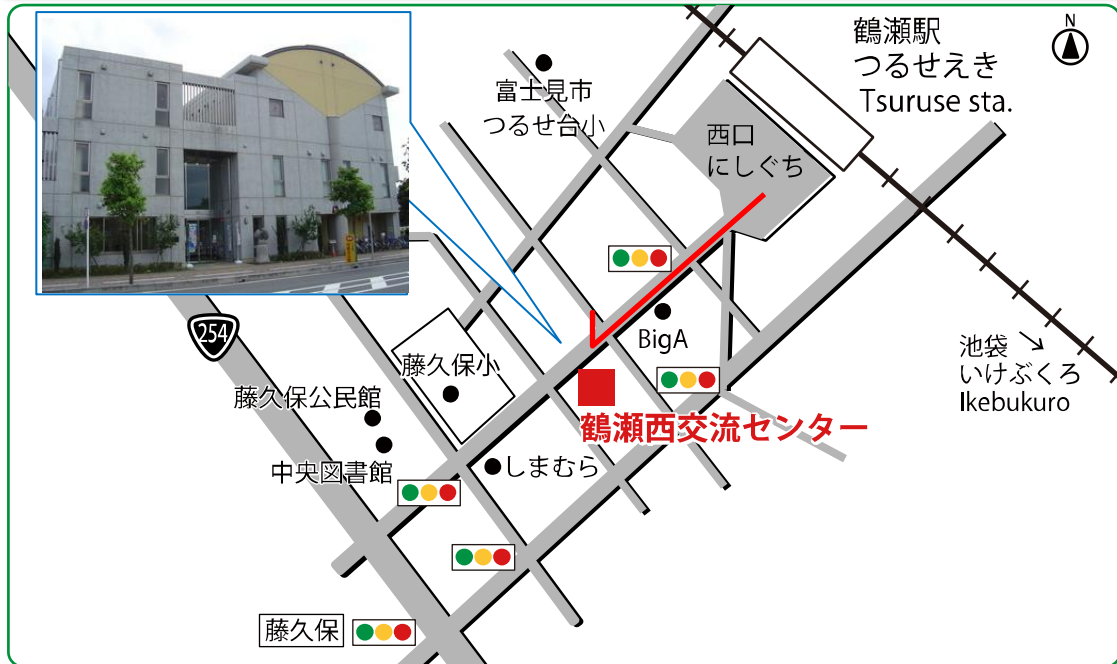 鶴瀬駅
つるせえき
Tsuruse sta.
N
富士見市
つるせ台小
西口
にしぐち
254
BigA
池袋
いけぶくろ
Ikebukuro
藤久保小
藤久保公民館
鶴瀬西交流センター
中央図書館
しまむら
藤久保